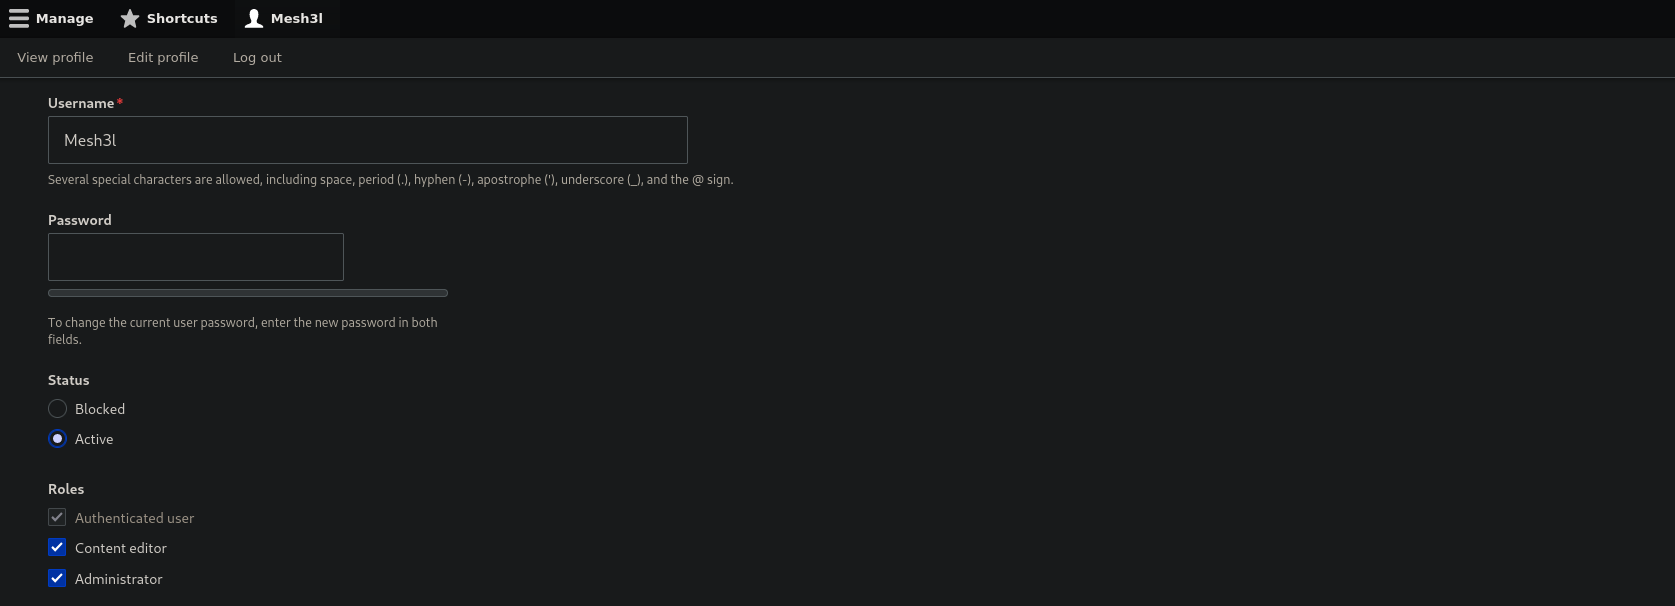 Manage Shortcuts Mesh3l
View profile Edit profile Log out
Username*
Mesh3l
Several special characters are allowed, including space, period (.), hyphen (-), apostrophe ('), underscore (_), and the @ sign.
Password
To change the current user password, enter the new password in both
fields.
Status
Blocked
Active
Roles
Authenticated user
Content editor
Administrator